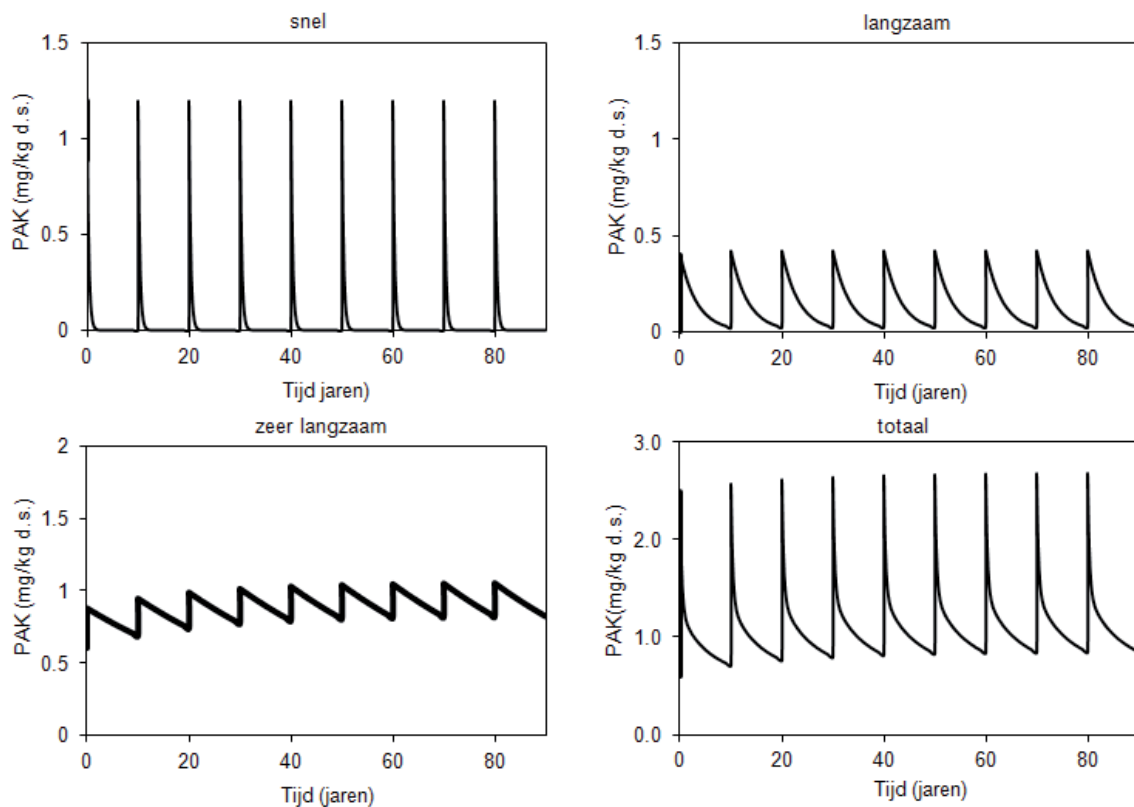 snel
1.5
1
0.5
0
PAK (mg/kg d.s.)
0 20 40 60 80
Tijd jaren)
langzaam
1.5
1
0.5
0
PAK (mg/kg d.s.)
0 20 40 60 80
Tijd (jaren)
zeer langzaam
2
1.5
1
0.5
0
PAK (mg/kg d.s.)
0 20 40 60 80
Tijd (jaren)
totaal
3.0
2.0
1.0
0.0
PAK(mg/kg d.s.)
0 20 40 60 80
Tijd (jaren)